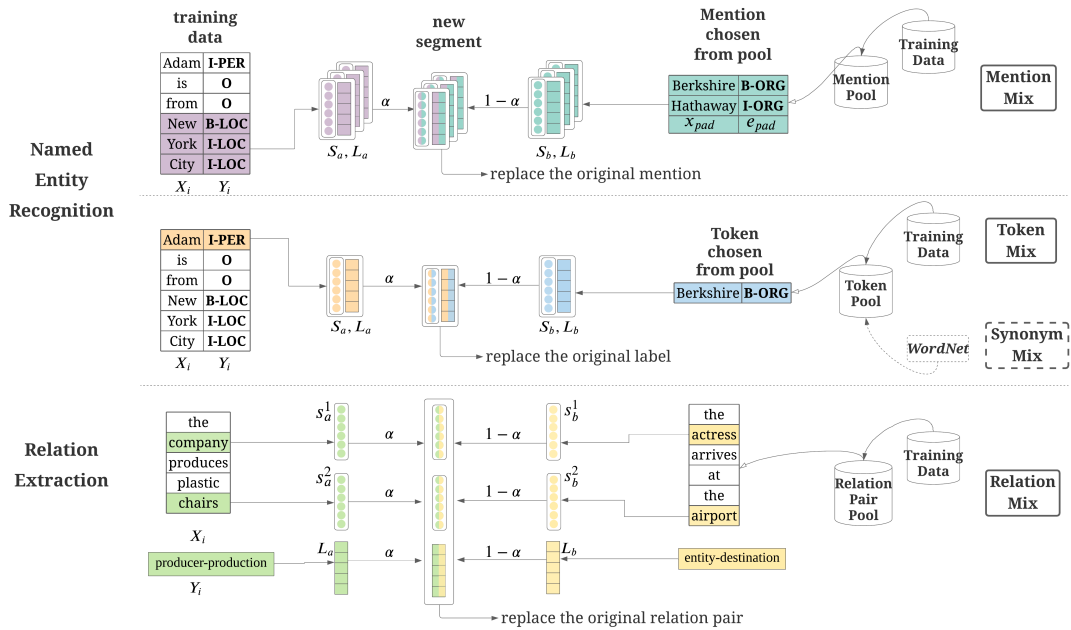 training
data
new
segment
Mention
chosen
from pool
Training
Data
Mention
Pool
Mention
Mix
Adam I-PER
is O
from O
New B-LOC
York I-LOC
City I-LOC
X_i Y_i
α
1 − α
S_a, L_a
S_b, L_b
Berkshire B-ORG
Hathaway I-ORG
x_pad e_pad
replace the original mention
Named
Entity
Recognition
Adam I-PER
is O
from O
New B-LOC
York I-LOC
City I-LOC
X_i Y_i
α
1 − α
S_a, L_a
S_b, L_b
Token
chosen
from pool
Berkshire B-ORG
Training
Data
Token
Pool
WordNet
Token
Mix
Synonym
Mix
replace the original label
Relation
Extraction
the
company
produces
plastic
chairs
X_i
producer-production
Y_i
s_a^1
α
1 − α
s_b^1
s_a^2
α
1 − α
s_b^2
L_a
α
1 − α
L_b
the
actress
arrives
at
the
airport
entity-destination
Training
Data
Relation
Pair
Pool
Relation
Mix
replace the original relation pair